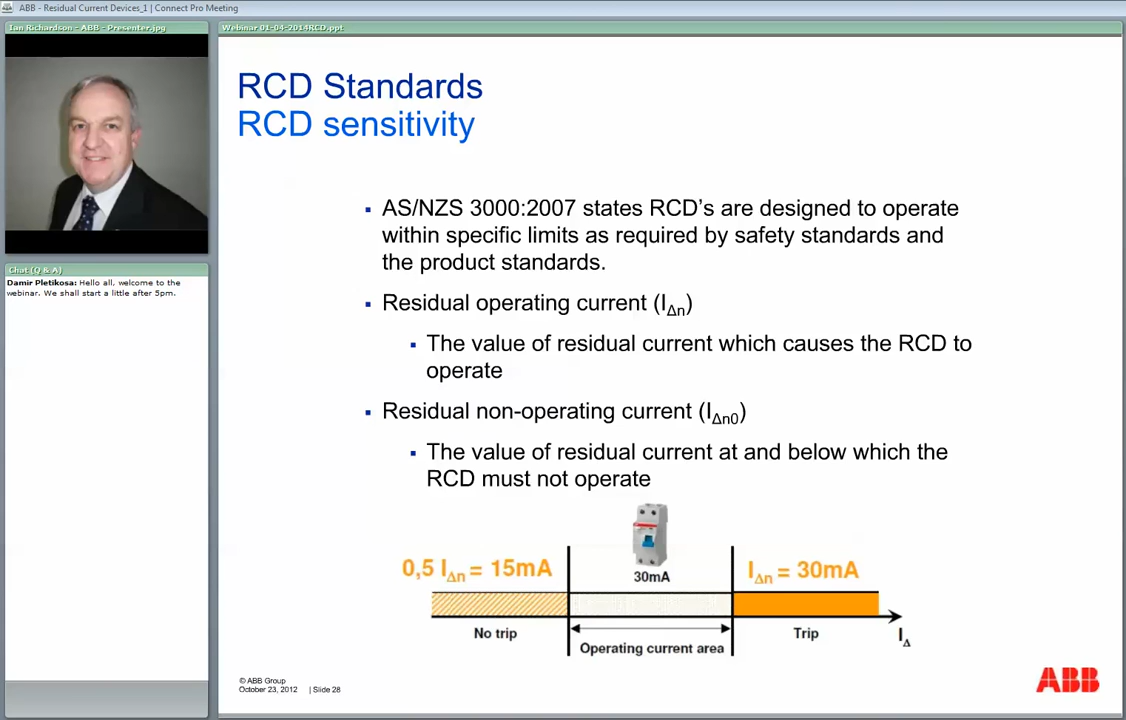 ABB - Residual Current Devices_1 | Connect Pro Meeting
Ian Richardson - ABB - Presenter.jpg
Webinar 01-04-2014RCD.ppt
RCD Standards
RCD sensitivity
AS/NZS 3000:2007 states RCD's are designed to operate
within specific limits as required by safety standards and
the product standards.
Residual operating current (IΔn)
The value of residual current which causes the RCD to
operate
Residual non-operating current (IΔn0)
The value of residual current at and below which the
RCD must not operate
0,5 IΔn = 15mA
30mA
IΔn = 30mA
No trip
Operating current area
Trip
IΔ
© ABB Group
October 23, 2012 | Slide 28
ABB
Chat (Q & A)
Damir Pletikosa: Hello all, welcome to the
webinar. We shall start a little after 5pm.